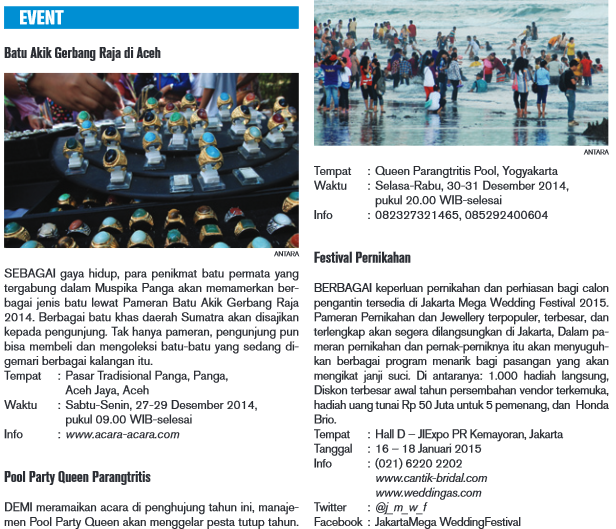 EVENT
Batu Akik Gerbang Raja di Aceh
ANTARA
SEBAGAI gaya hidup, para penikmat batu permata yang
tergabung dalam Muspika Panga akan memamerkan ber-
bagai jenis batu lewat Pameran Batu Akik Gerbang Raja
2014. Berbagai batu khas daerah Sumatra akan disajikan
kepada pengunjung. Tak hanya pameran, pengunjung pun
bisa membeli dan mengoleksi batu-batu yang sedang di-
gemari berbagai kalangan itu.
Tempat : Pasar Tradisional Panga, Panga,
Aceh Jaya, Aceh
Waktu : Sabtu-Senin, 27-29 Desember 2014,
pukul 09.00 WIB-selesai
Info : www.acara-acara.com
Pool Party Queen Parangtritis
DEMI meramaikan acara di penghujung tahun ini, manaje-
men Pool Party Queen akan menggelar pesta tutup tahun.
ANTARA
Tempat : Queen Parangtritis Pool, Yogyakarta
Waktu : Selasa-Rabu, 30-31 Desember 2014,
pukul 20.00 WIB-selesai
Info : 082327321465, 085292400604
Festival Pernikahan
BERBAGAI keperluan pernikahan dan perhiasan bagi calon
pengantin tersedia di Jakarta Mega Wedding Festival 2015.
Pameran Pernikahan dan Jewellery terpopuler, terbesar, dan
terlengkap akan segera dilangsungkan di Jakarta, Dalam pa-
meran pernikahan dan pernak-perniknya itu akan menyuguh-
kan berbagai program menarik bagi pasangan yang akan
mengikat janji suci. Di antaranya: 1.000 hadiah langsung,
Diskon terbesar awal tahun persembahan vendor terkemuka,
hadiah uang tunai Rp 50 Juta untuk 5 pemenang, dan Honda
Brio.
Tempat : Hall D – JIExpo PR Kemayoran, Jakarta
Tanggal : 16 – 18 Januari 2015
Info : (021) 6220 2202
www.cantik-bridal.com
www.weddingas.com
Twitter : @j_m_w_f
Facebook : JakartaMega WeddingFestival